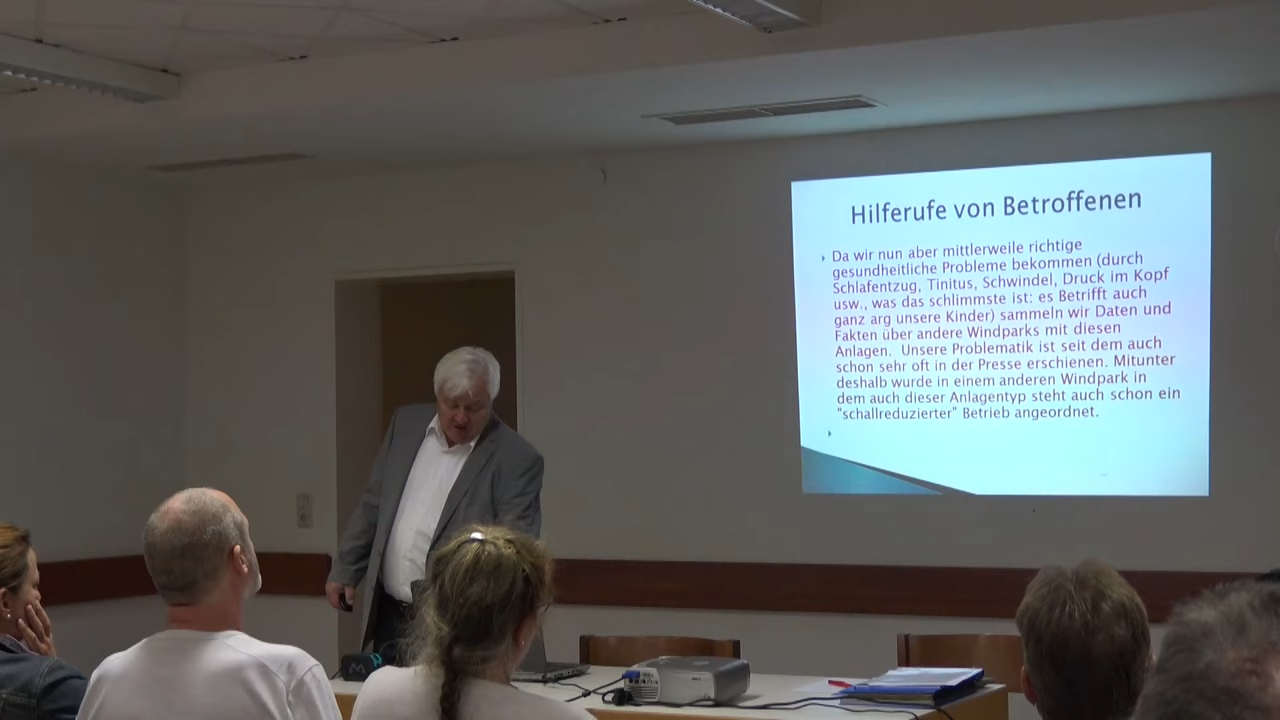 Hilferufe von Betroffenen
Da wir nun aber mittlerweile richtige
gesundheitliche Probleme bekommen (durch
Schlafentzug, Tinitus, Schwindel, Druck im Kopf
usw., was das schlimmste ist: es Betrifft auch
ganz arg unsere Kinder) sammeln wir Daten und
Fakten über andere Windparks mit diesen
Anlagen. Unsere Problematik ist seit dem auch
schon sehr oft in der Presse erschienen. Mitunter
deshalb wurde in einem anderen Windpark in
dem auch dieser Anlagentyp steht auch schon ein
"schallreduzierter" Betrieb angeordnet.